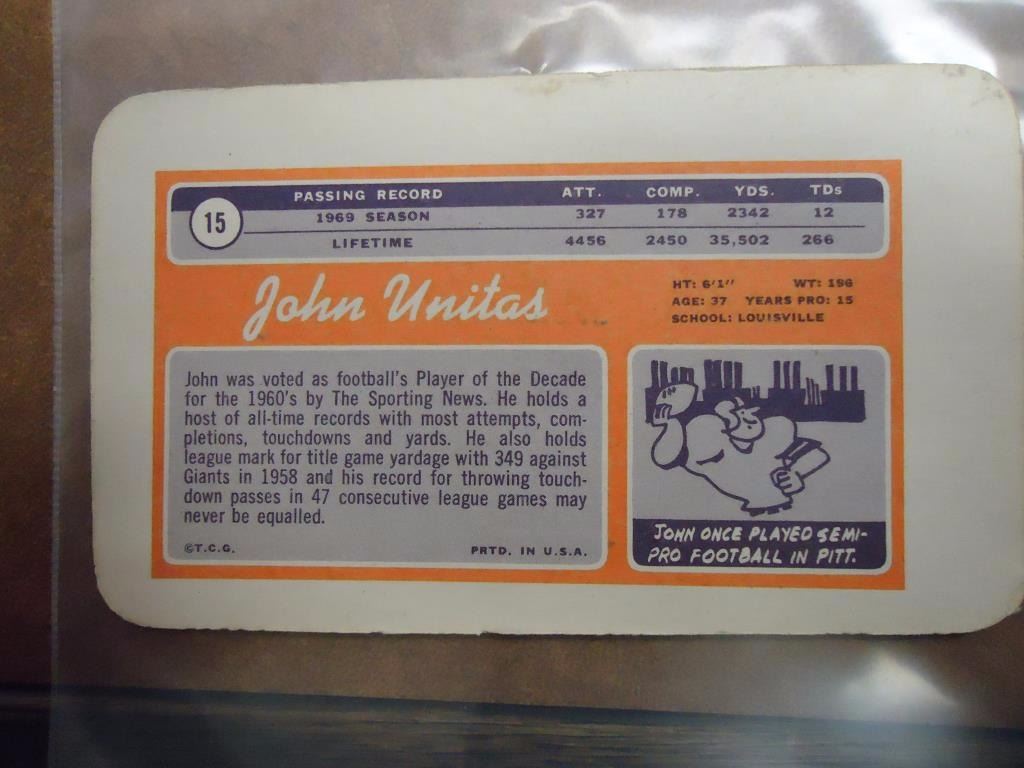 PASSING RECORD ATT. COMP. YDS. TDs
15 1969 SEASON 327 178 2342 12
LIFETIME 4456 2450 35,502 266
John Unitas
HT: 6'1" WT: 196
AGE: 37 YEARS PRO: 15
SCHOOL: LOUISVILLE
John was voted as football's Player of the Decade
for the 1960's by The Sporting News. He holds a
host of all-time records with most attempts, com-
pletions, touchdowns and yards. He also holds
league mark for title game yardage with 349 against
Giants in 1958 and his record for throwing touch-
down passes in 47 consecutive league games may
never be equalled.
©T.C.G. PRTD. IN U.S.A.
JOHN ONCE PLAYED SEMI-
PRO FOOTBALL IN PITT.